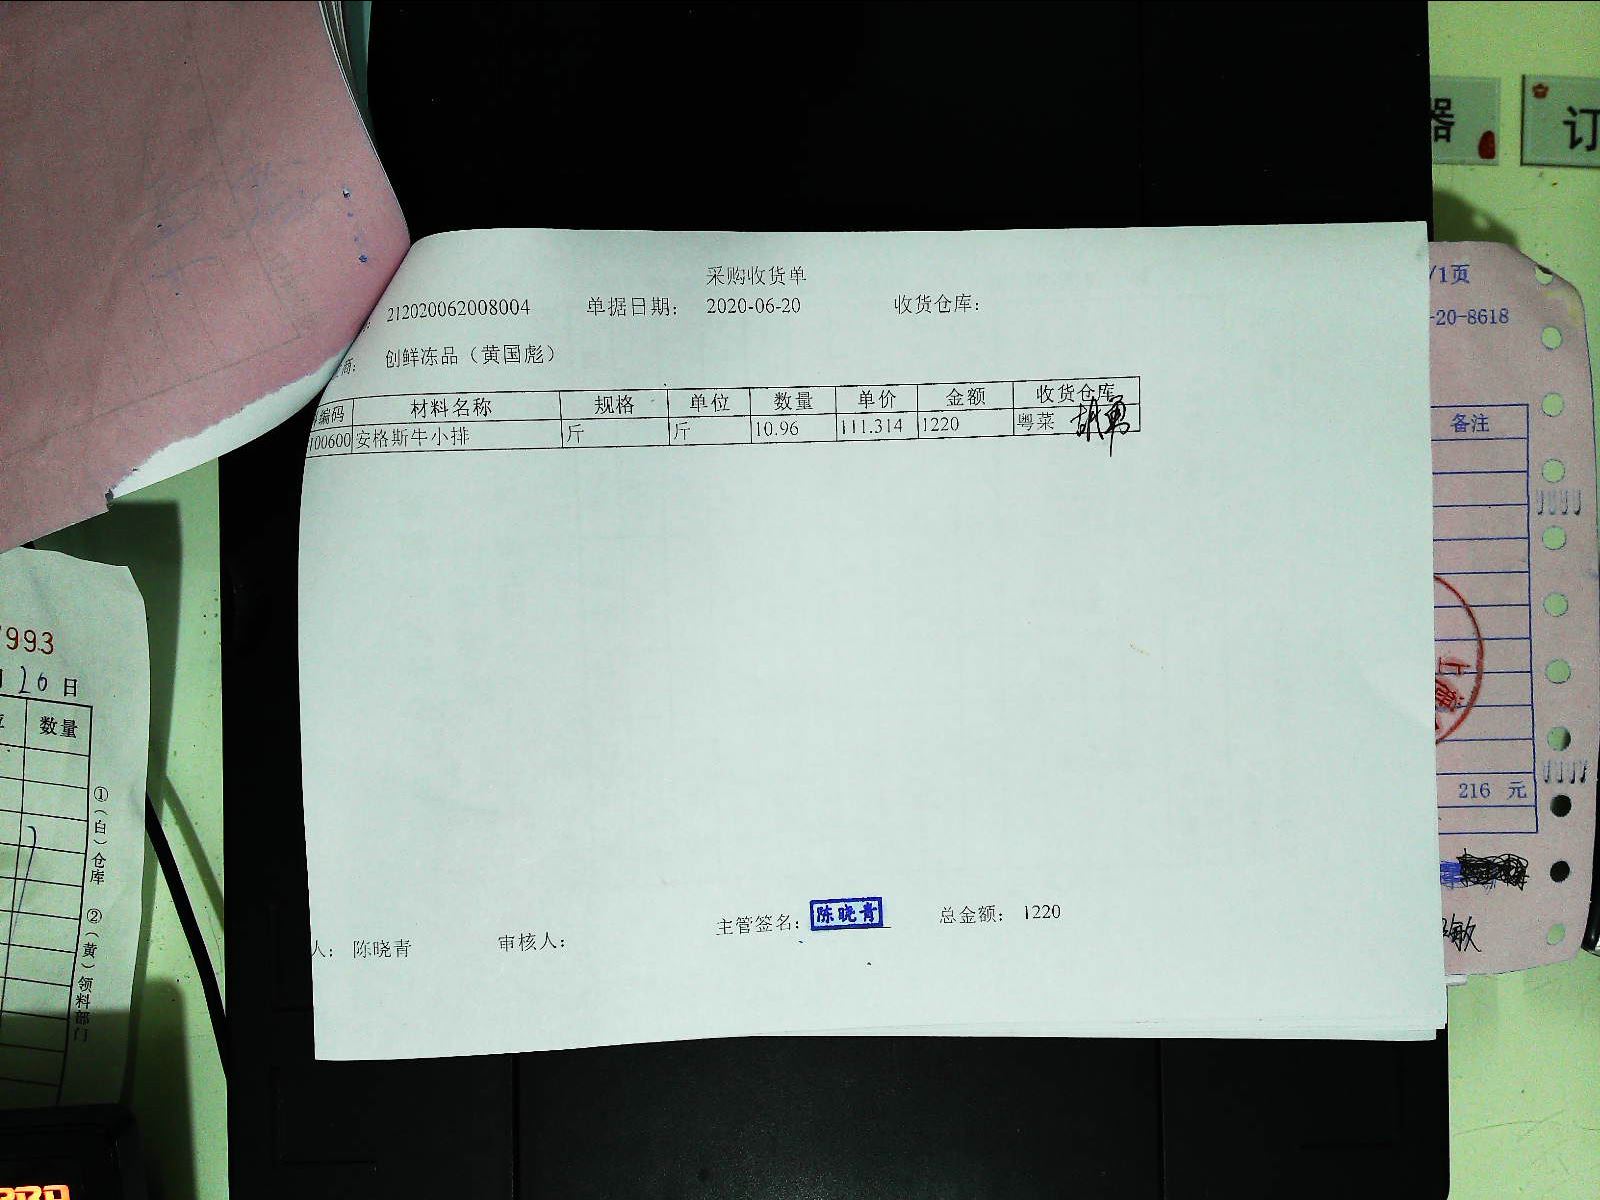 采购收货单
212020062008004 单据日期: 2020-06-20 收货仓库:
商: 创鲜冻品（黄国彪）
编码 材料名称 规格 单位 数量 单价 金额 收货仓库
100600 安格斯牛小排 斤 斤 10.96 111.314 1220 粤菜
主管签名: 陈晓青 总金额: 1220
人: 陈晓青 审核人:
器
订
/1页
-20-8618
备注
216 元
敏
7993
20日
数量
①(白)仓库 ②(黄)领料部门